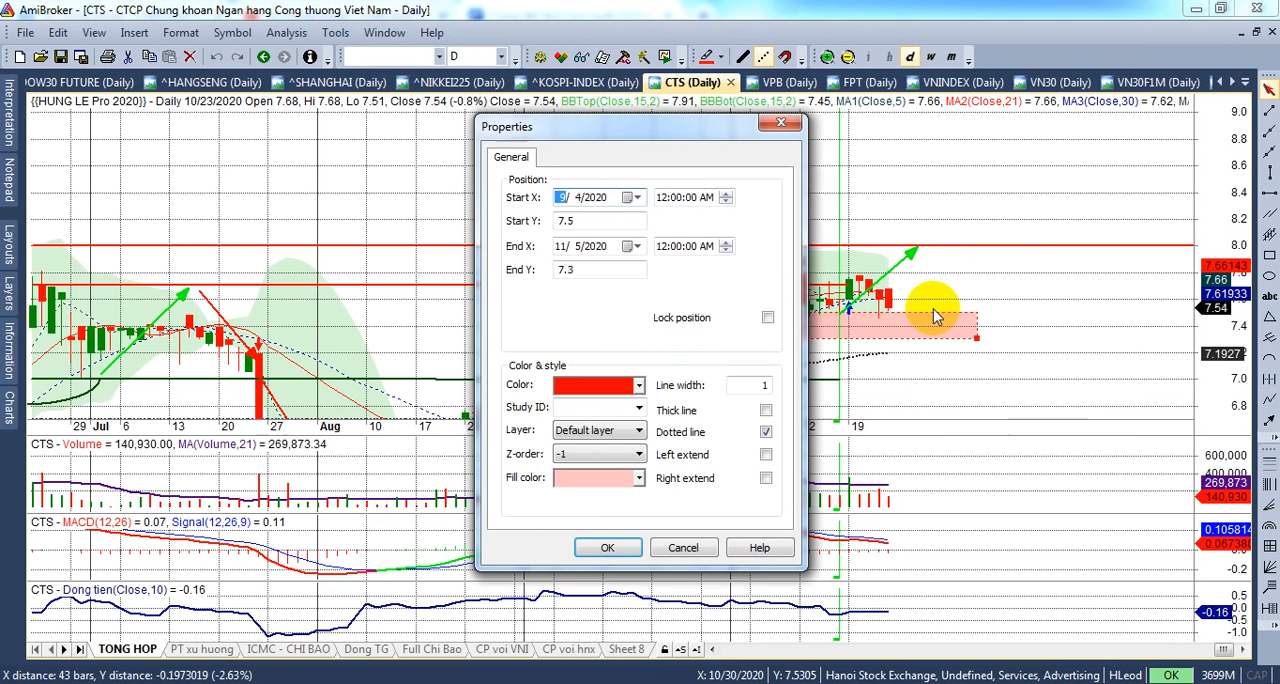 AmiBroker - [CTS - CTCP Chung khoan Ngan hang Cong thuong Viet Nam - Daily]
File Edit View Insert Format Symbol Analysis Tools Window Help
D
i h d w m
OW30 FUTURE (Daily) ^HANGSENG (Daily) ^SHANGHAI (Daily) ^NIKKEI225 (Daily) ^KOSPI-INDEX (Daily) CTS (Daily) VPB (Daily) FPT (Daily) VNINDEX (Daily) VN30 (Daily) VN30F1M (Daily)
{{HUNG LE Pro 2020}} - Daily 10/23/2020 Open 7.68, Hi 7.68, Lo 7.51, Close 7.54 (-0.8%) Close = 7.54, BBTop(Close,15,2) = 7.91, BBBot(Close,15,2) = 7.45, MA1(Close,5) = 7.66, MA2(Close,21) = 7.66, MA3(Close,30) = 7.62,
Interpretation
Notepad
Layouts
Layers
Information
Charts
Properties
General
Position:
Start X: 9/ 4/2020 12:00:00 AM
Start Y: 7.5
End X: 11/ 5/2020 12:00:00 AM
End Y: 7.3
Lock position
Color & style
Color: Line width: 1
Study ID: Thick line
Layer: Default layer Dotted line
Z-order: -1 Left extend
Fill color: Right extend
OK Cancel Help
9.0
8.8
8.6
8.4
8.2
8.0
7.66143
7.66
7.61933
7.54
7.4
7.1927
7.0
6.8
abc
29 Jul 6 13 20 27 Aug 10 17 19
CTS - Volume = 140,930.00, MA(Volume,21) = 269,873.34
600,000
269,873
140,930
CTS - MACD(12,26) = 0.07, Signal(12,26,9) = 0.11
0.105814
-0.2
CTS - Dong tien(Close,10) = -0.16
0.5
0.0
-0.16
-1.0
TONG HOP PT xu huong ICMC - CHI BAO Dong TG Full Chi Bao CP voi VNI CP voi hnx Sheet 8
X distance: 43 bars, Y distance: -0.1973019 (-2.63%) X: 10/30/2020 Y: 7.5305 Hanoi Stock Exchange, Undefined, Services, Advertising HLeod OK 3699M CAP